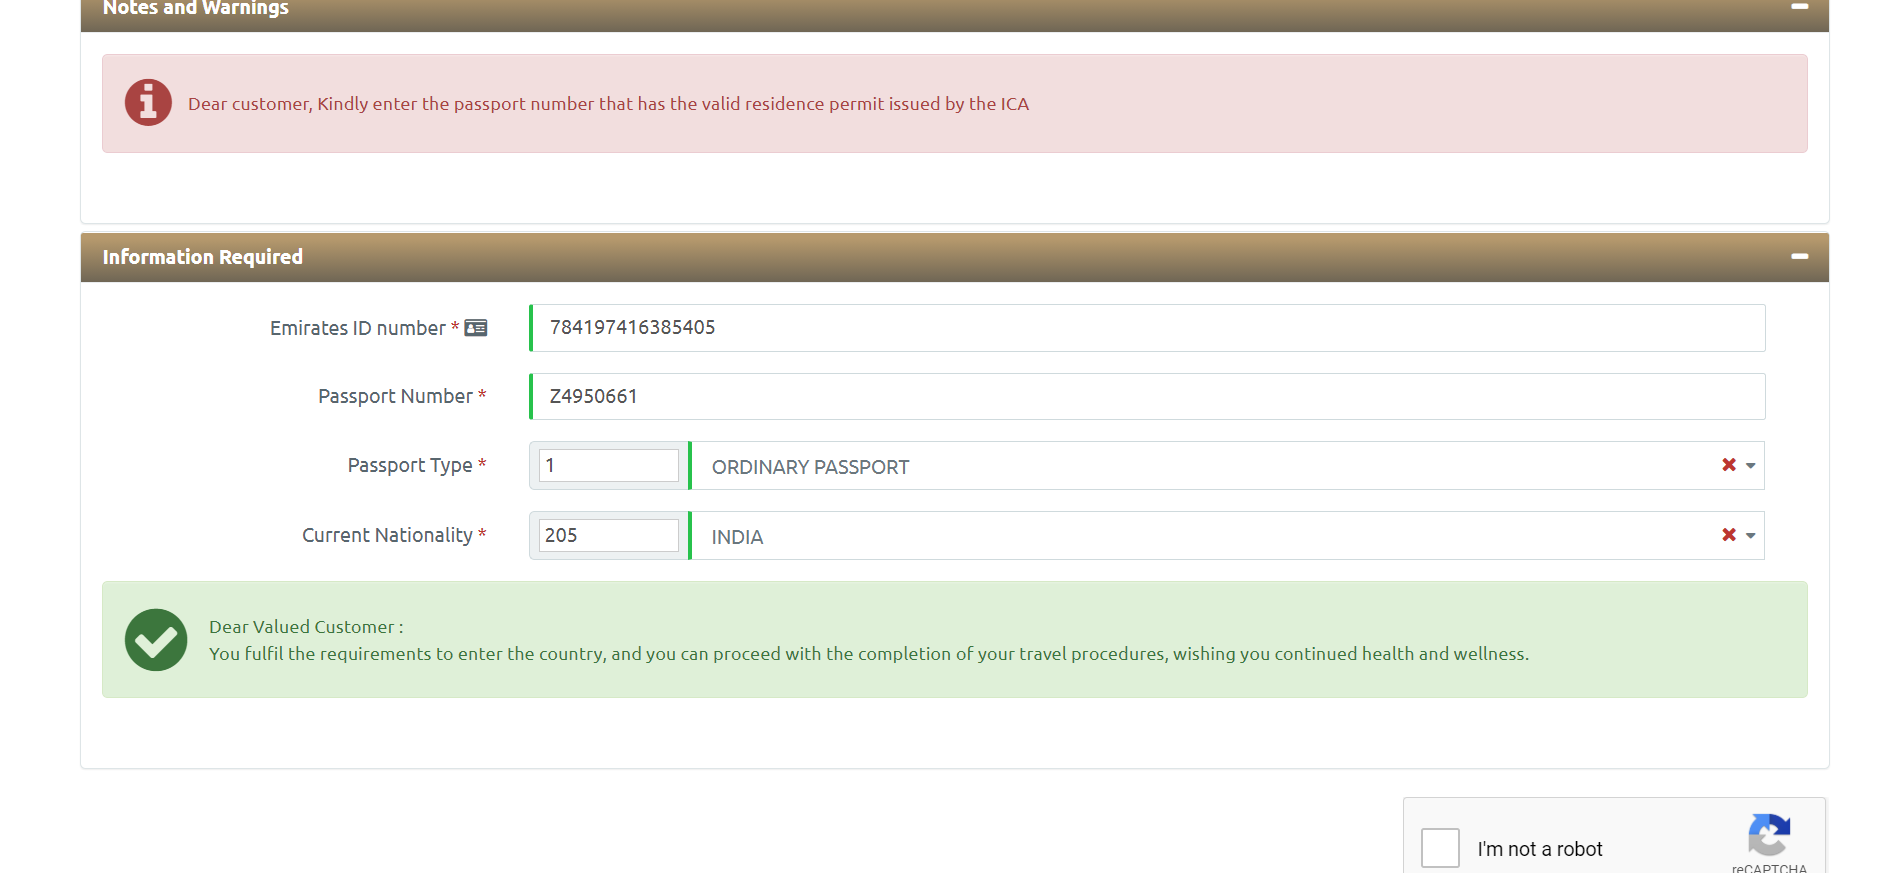 Notes and Warnings
Dear customer, Kindly enter the passport number that has the valid residence permit issued by the ICA
Information Required
Emirates ID number * 784197416385405
Passport Number * Z4950661
Passport Type * 1 ORDINARY PASSPORT
Current Nationality * 205 INDIA
Dear Valued Customer :
You fulfil the requirements to enter the country, and you can proceed with the completion of your travel procedures, wishing you continued health and wellness.
I'm not a robot
reCAPTCHA